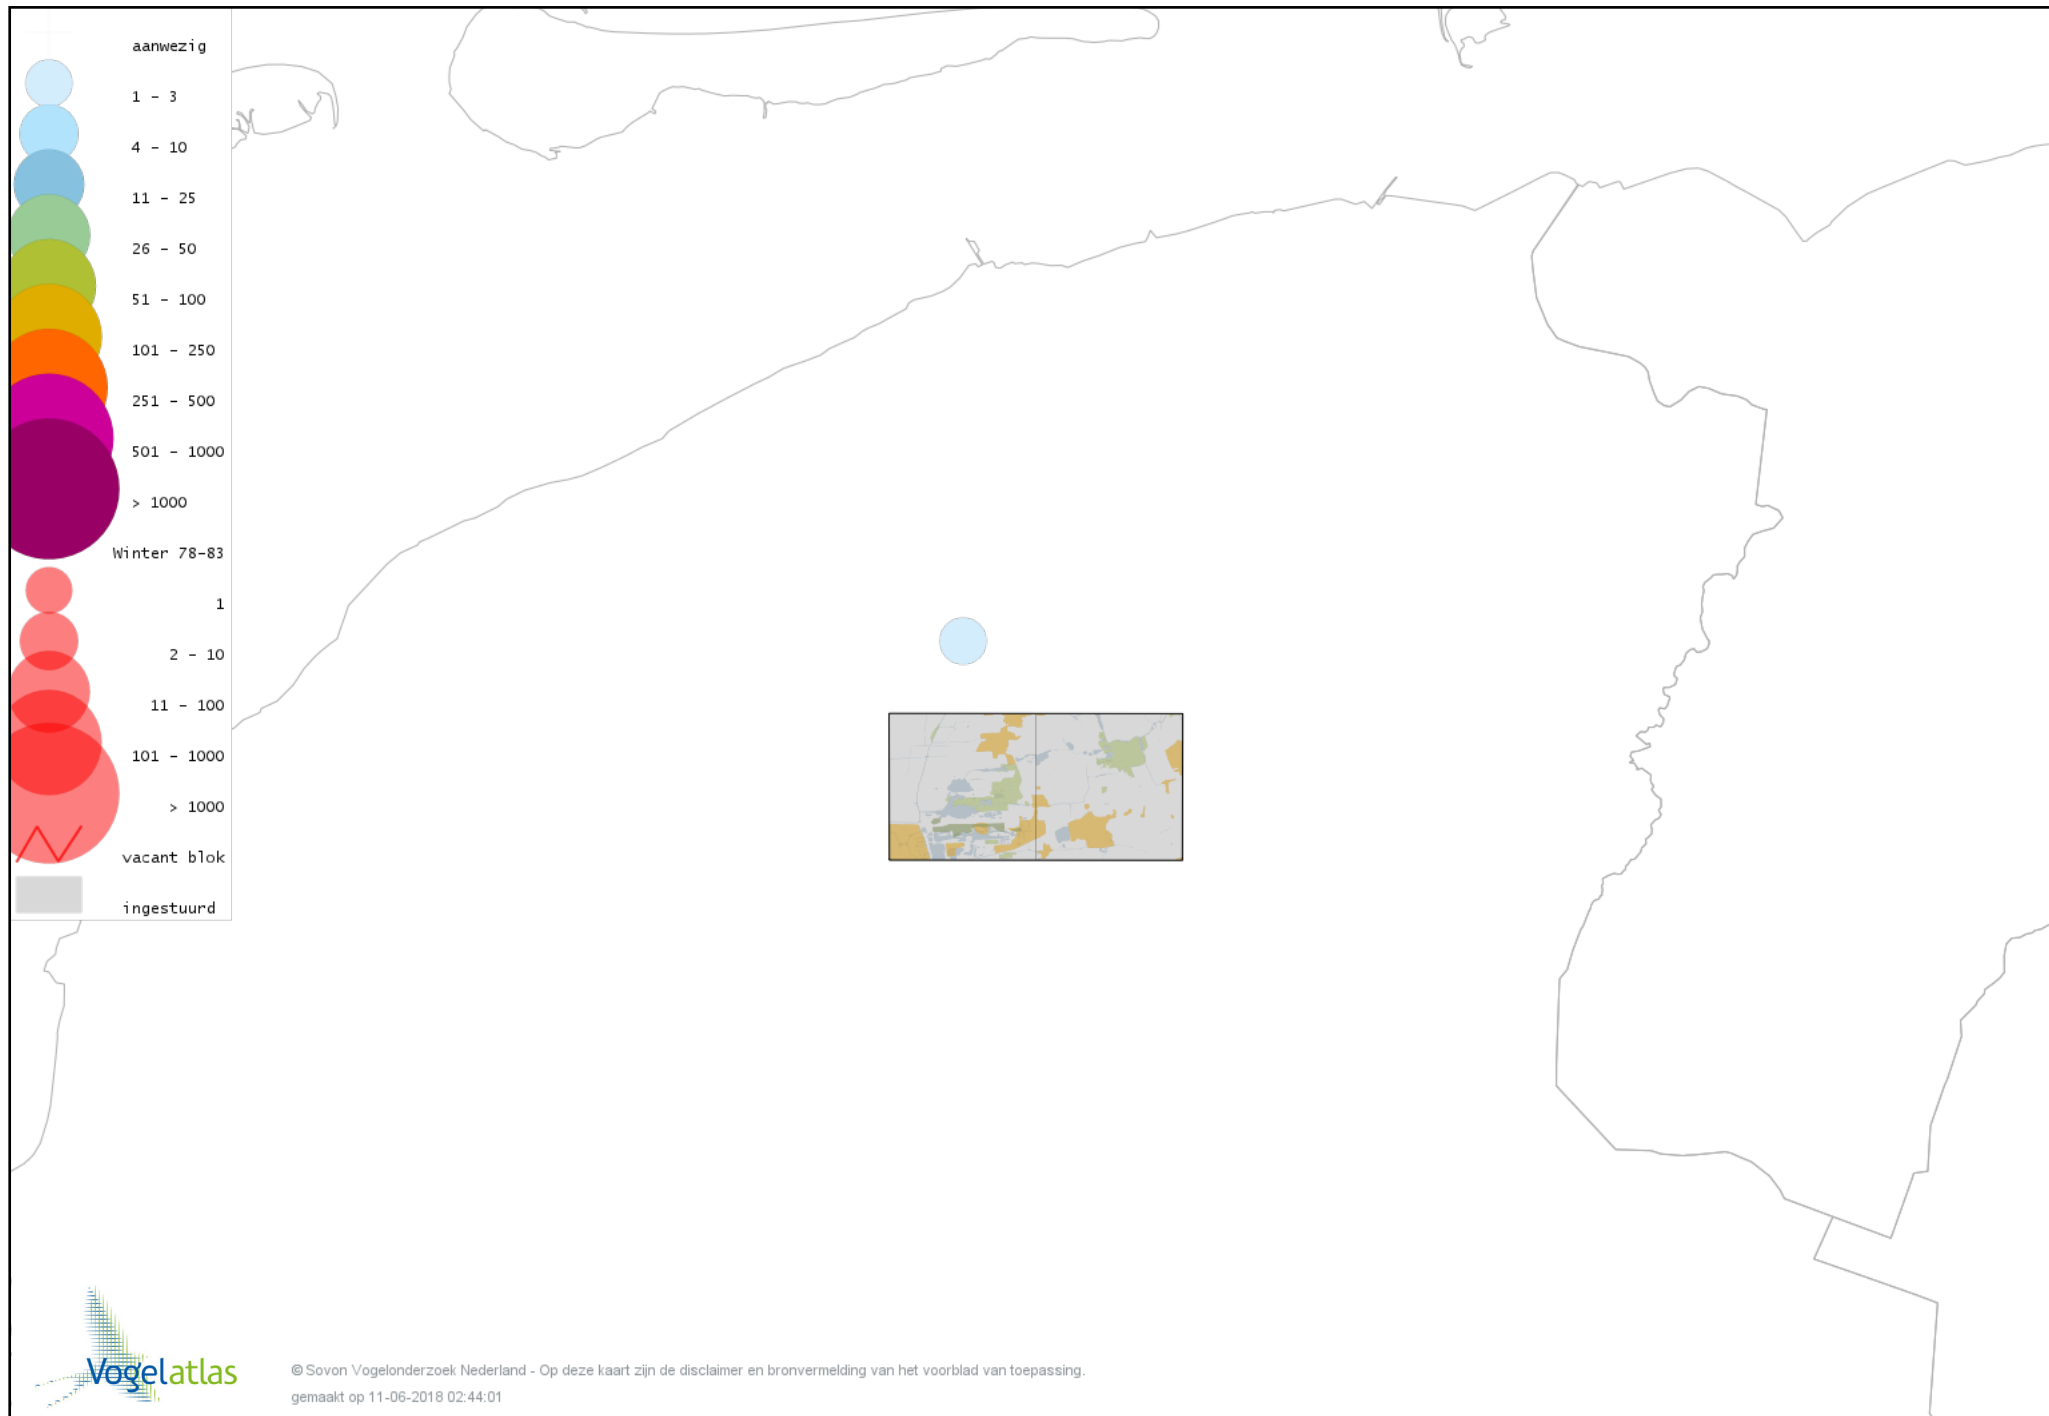 aanwezig
1 - 3
4 - 10
11 - 25
26 - 50
51 - 100
101 - 250
251 - 500
501 - 1000
> 1000
Winter 78-83
1
2 - 10
11 - 100
101 - 1000
> 1000
vacant blok
ingestuurd
Vogelatlas
© Sovon Vogelonderzoek Nederland - Op deze kaart zijn de disclaimer en bronvermelding van het voorblad van toepassing.
gemaakt op 11-06-2018 02:44:01